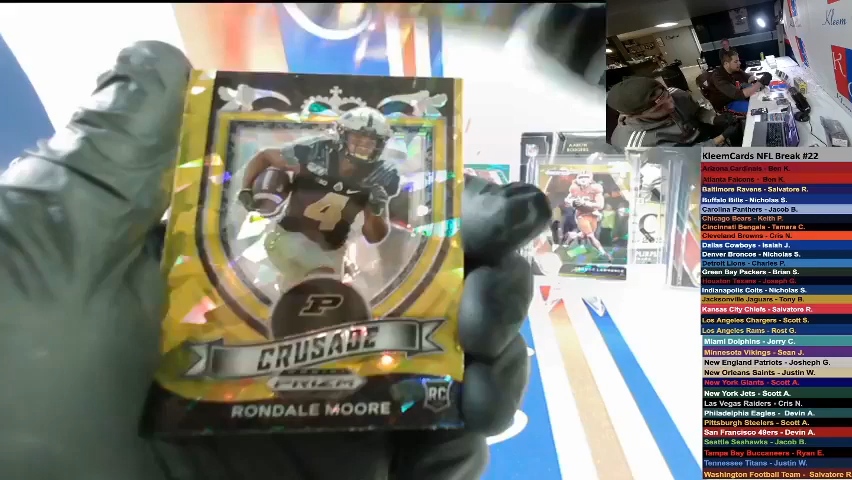 4
P
CRUSADE
PRIZM
RC
RONDALE MOORE
AARON RODGERS
Kleem
KleemCards NFL Break #22
Arizona Cardinals - Ben K.
Atlanta Falcons - Ben K.
Baltimore Ravens - Salvatore R.
Buffalo Bills - Nicholas S.
Carolina Panthers - Jacob B.
Chicago Bears - Keith P.
Cincinnati Bengals - Tamara C.
Cleveland Browns - Cris N.
Dallas Cowboys - Isaiah J.
Denver Broncos - Nicholas S.
Detroit Lions - Charles P.
Green Bay Packers - Brian S.
Houston Texans - Joseph G.
Indianapolis Colts - Nicholas S.
Jacksonville Jaguars - Tony B.
Kansas City Chiefs - Salvatore R.
Los Angeles Chargers - Scott S.
Los Angeles Rams - Rost G.
Miami Dolphins - Jerry C.
Minnesota Vikings - Sean J.
New England Patriots - Josheph G.
New Orleans Saints - Justin W.
New York Giants - Scott A.
New York Jets - Scott A.
Las Vegas Raiders - Cris N.
Philadelphia Eagles - Devin A.
Pittsburgh Steelers - Scott A.
San Francisco 49ers - Devin A.
Seattle Seahawks - Jacob B.
Tampa Bay Buccaneers - Ryan E.
Tennessee Titans - Justin W.
Washington Football Team - Salvatore R